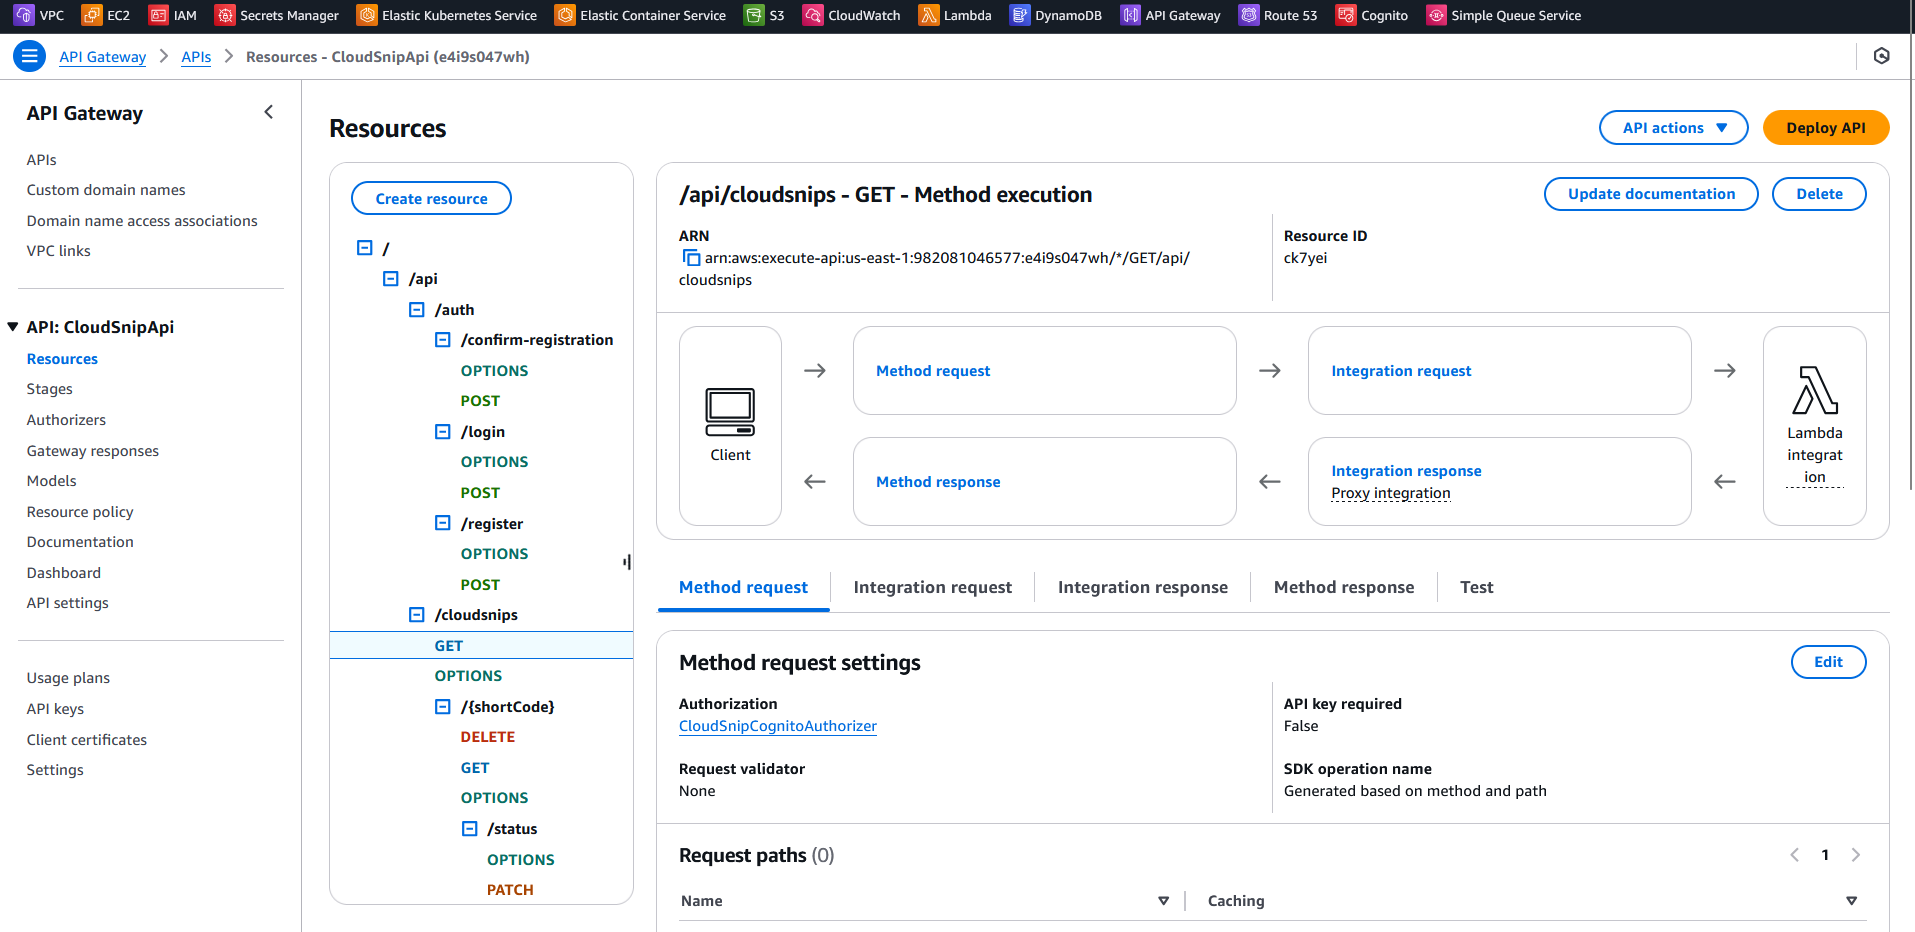 VPC EC2 IAM Secrets Manager Elastic Kubernetes Service Elastic Container Service S3 CloudWatch Lambda DynamoDB API Gateway Route 53 Cognito Simple Queue Service
API Gateway APIs Resources - CloudSnipApi (e4i9s047wh)
API Gateway
APIs
Custom domain names
Domain name access associations
VPC links
API: CloudSnipApi
Resources
Stages
Authorizers
Gateway responses
Models
Resource policy
Documentation
Dashboard
API settings
Usage plans
API keys
Client certificates
Settings
Resources
API actions
Deploy API
Create resource
/
/api
/auth
/confirm-registration
OPTIONS
POST
/login
OPTIONS
POST
/register
OPTIONS
POST
/cloudsnips
GET
OPTIONS
/{shortCode}
DELETE
GET
OPTIONS
/status
OPTIONS
PATCH
/api/cloudsnips - GET - Method execution
Update documentation
Delete
ARN
arn:aws:execute-api:us-east-1:982081046577:e4i9s047wh/*/GET/api/
cloudsnips
Resource ID
ck7yei
Client
Method request
Integration request
Method response
Integration response
Proxy integration
Lambda
integrat
ion
Method request Integration request Integration response Method response Test
Method request settings
Edit
Authorization
CloudSnipCognitoAuthorizer
API key required
False
Request validator
None
SDK operation name
Generated based on method and path
Request paths (0)
1
Name
Caching